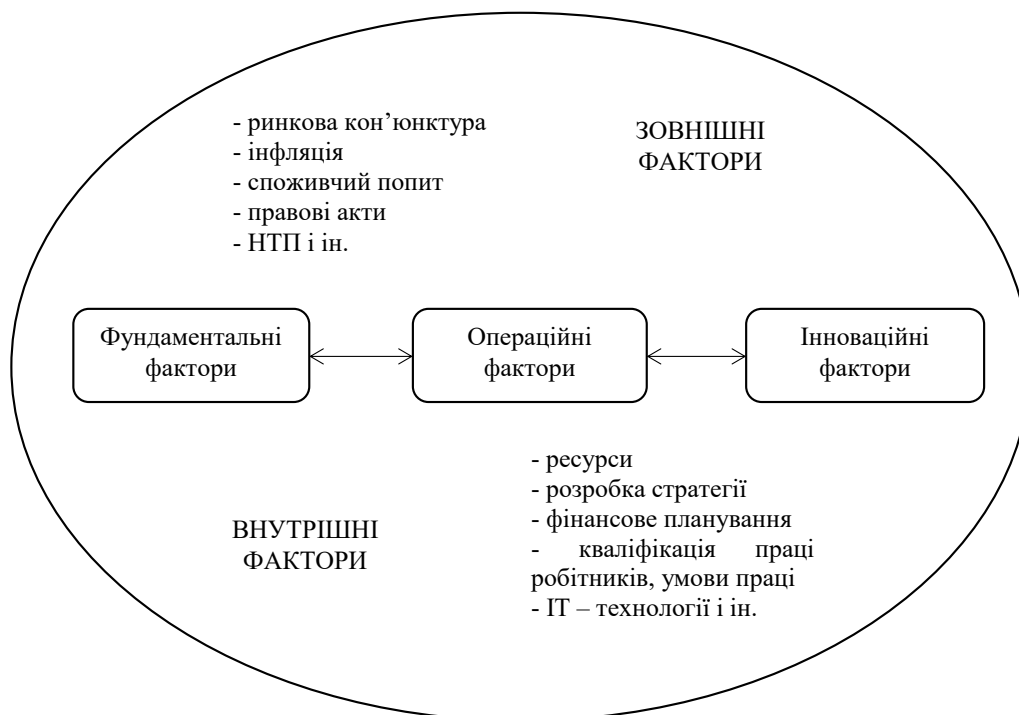 - ринкова кон’юнктура
- інфляція
- споживчий попит
- правові акти
- НТП і ін.
ЗОВНІШНІ
ФАКТОРИ
Фундаментальні
фактори
Операційні
фактори
Інноваційні
фактори
ВНУТРІШНІ
ФАКТОРИ
- ресурси
- розробка стратегії
- фінансове планування
- кваліфікація праці
робітників, умови праці
- ІТ – технології і ін.